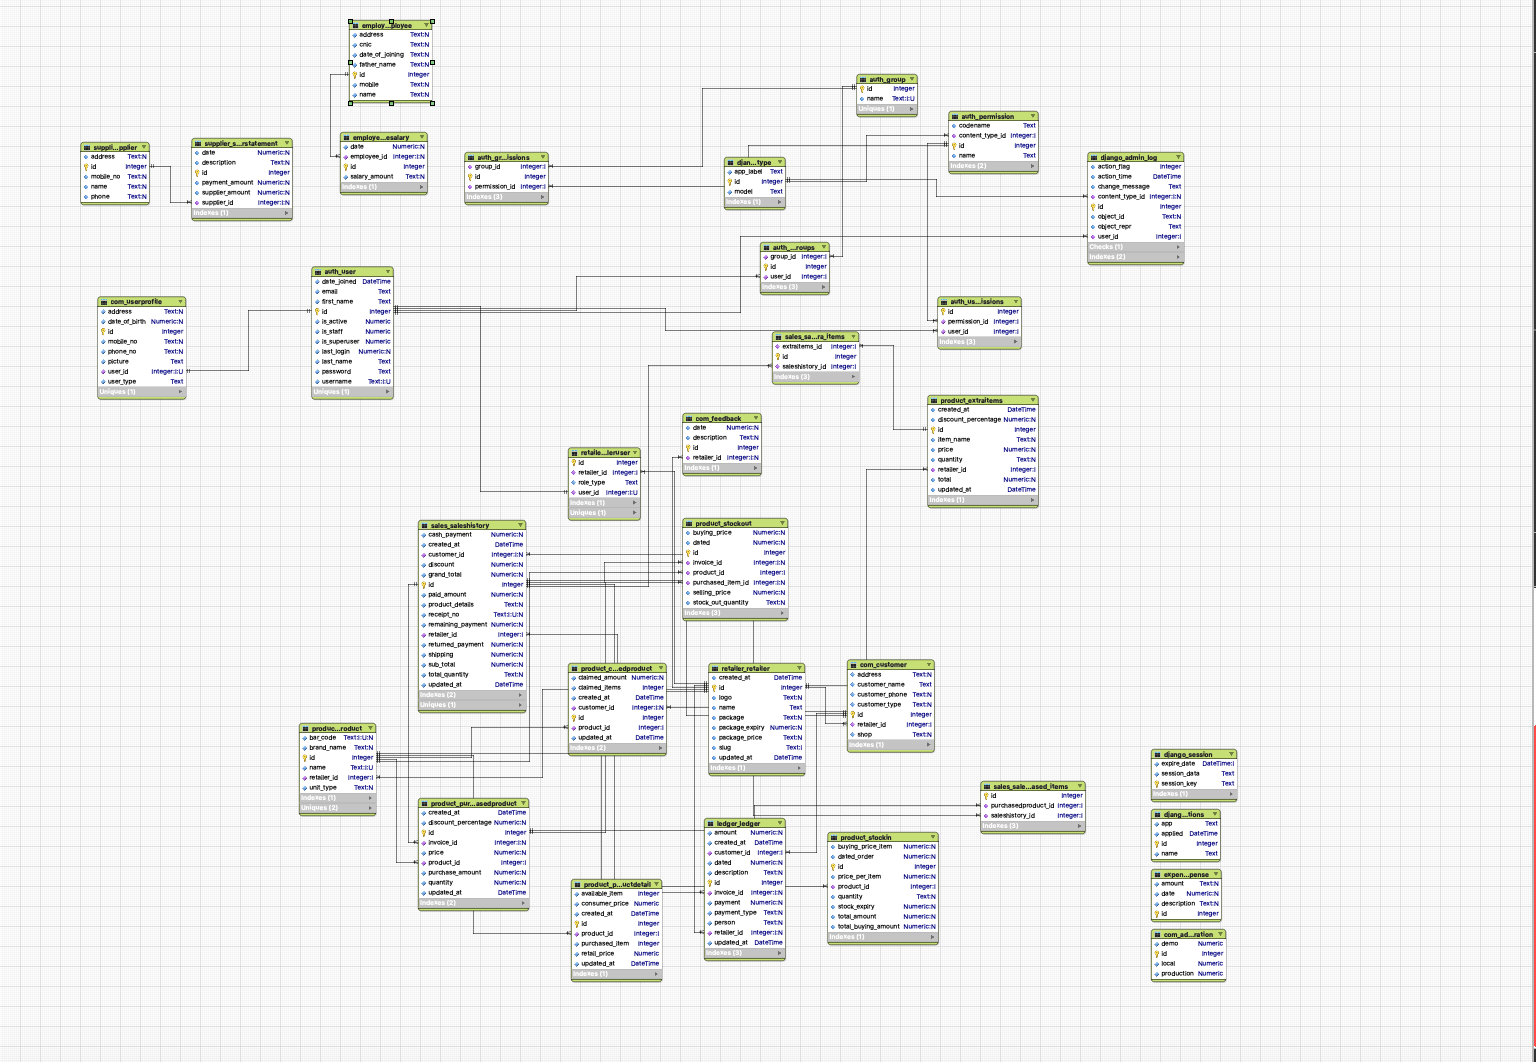 employ...ployee
address Text:N
cnic Text:N
date_of_joining Text:N
father_name Text:N
id Integer
mobile Text:N
name Text:N
auth_group
id Integer
name Text:I:U
Uniques (1)
auth_permission
codename Text
content_type_id Integer:I
id Integer
name Text
Indexes (2)
suppli...pplier
address Text:N
id Integer
mobile_no Text:N
name Text:N
phone Text:N
supplier_s...rstatement
date Numeric:N
description Text:N
id Integer
payment_amount Numeric:N
supplier_amount Numeric:N
supplier_id Integer:I:N
Indexes (1)
employe...esalary
date Numeric:N
employee_id Integer:I:N
id Integer
salary_amount Text:N
Indexes (1)
auth_gr...issions
group_id Integer:I
id Integer
permission_id Integer:I
Indexes (3)
djan...type
app_label Text
id Integer
model Text
Indexes (1)
django_admin_log
action_flag Integer
action_time DateTime
change_message Text
content_type_id Integer:I:N
id Integer
object_id Text:N
object_repr Text
user_id Integer:I
Checks (1)
Indexes (2)
auth_...roups
group_id Integer:I
id Integer
user_id Integer:I
Indexes (3)
auth_user
date_joined DateTime
email Text
first_name Text
id Integer
is_active Numeric
is_staff Numeric
is_superuser Numeric
last_login Numeric:N
last_name Text
password Text
username Text:I:U
Uniques (1)
com_userprofile
address Text:N
date_of_birth Numeric:N
id Integer
mobile_no Text:N
phone_no Text:N
picture Text
user_id Integer:I:U
user_type Text
Uniques (1)
auth_us...issions
id Integer
permission_id Integer:I
user_id Integer:I
Indexes (3)
sales_sa...ra_items
extraitems_id Integer:I
id Integer
saleshistory_id Integer:I
Indexes (3)
product_extraitems
created_at DateTime
discount_percentage Numeric:N
id Integer
item_name Text:N
price Numeric:N
quantity Text:N
retailer_id Integer:I
total Numeric:N
updated_at DateTime
Indexes (1)
com_feedback
date Numeric:N
description Text:N
id Integer
retailer_id Integer:I:N
Indexes (1)
retaile...leruser
id Integer
retailer_id Integer:I
role_type Text
user_id Integer:I:U
Indexes (1)
Uniques (1)
sales_saleshistory
cash_payment Numeric:N
created_at DateTime
customer_id Integer:I:N
discount Numeric:N
grand_total Numeric:N
id Integer
paid_amount Numeric:N
product_details Text:N
receipt_no Text:I:U:N
remaining_payment Numeric:N
retailer_id Integer:I
returned_payment Numeric:N
shipping Numeric:N
sub_total Numeric:N
total_quantity Text:N
updated_at DateTime
Indexes (2)
Uniques (1)
product_stockout
buying_price Numeric:N
dated Numeric:N
id Integer
invoice_id Integer:I:N
product_id Integer:I
purchased_item_id Integer:I:N
selling_price Numeric:N
stock_out_quantity Text:N
Indexes (3)
product_c...edproduct
claimed_amount Numeric:N
claimed_items Integer
created_at DateTime
customer_id Integer:I:N
id Integer
product_id Integer:I
updated_at DateTime
Indexes (2)
retailer_retailer
created_at DateTime
id Integer
logo Text:N
name Text
package Text:N
package_expiry Numeric:N
package_price Text:N
slug Text:I
updated_at DateTime
Indexes (1)
com_customer
address Text:N
customer_name Text
customer_phone Text:N
customer_type Text:N
id Integer
retailer_id Integer:I
shop Text:N
Indexes (1)
produc...roduct
bar_code Text:I:U:N
brand_name Text:N
id Integer
name Text:I:U
retailer_id Integer:I
unit_type Text:N
Indexes (1)
Uniques (2)
product_pur...asedproduct
created_at DateTime
discount_percentage Numeric:N
id Integer
invoice_id Integer:I:N
price Numeric:N
product_id Integer:I
purchase_amount Numeric:N
quantity Numeric:N
updated_at DateTime
Indexes (2)
product_p...uctdetail
available_item Integer
consumer_price Numeric
created_at DateTime
id Integer
product_id Integer:I
purchased_item Integer
retail_price Numeric
updated_at DateTime
Indexes (1)
ledger_ledger
amount Numeric:N
created_at DateTime
customer_id Integer:I
dated Numeric:N
description Text:N
id Integer
invoice_id Integer:I:N
payment Numeric:N
payment_type Text:N
person Text:N
retailer_id Integer:I:N
updated_at DateTime
Indexes (3)
product_stockin
buying_price_item Numeric:N
dated_order Numeric:N
id Integer
price_per_item Numeric:N
product_id Integer:I
quantity Text:N
stock_expiry Numeric:N
total_amount Numeric:N
total_buying_amount Numeric:N
Indexes (1)
sales_sale...ased_items
id Integer
purchasedproduct_id Integer:I
saleshistory_id Integer:I
Indexes (3)
django_session
expire_date DateTime:I
session_data Text
session_key Text
Indexes (1)
djang...tions
app Text
applied DateTime
id Integer
name Text
expen...pense
amount Text:N
date Numeric:N
description Text:N
id Integer
com_ad...ration
demo Numeric
id Integer
local Numeric
production Numeric